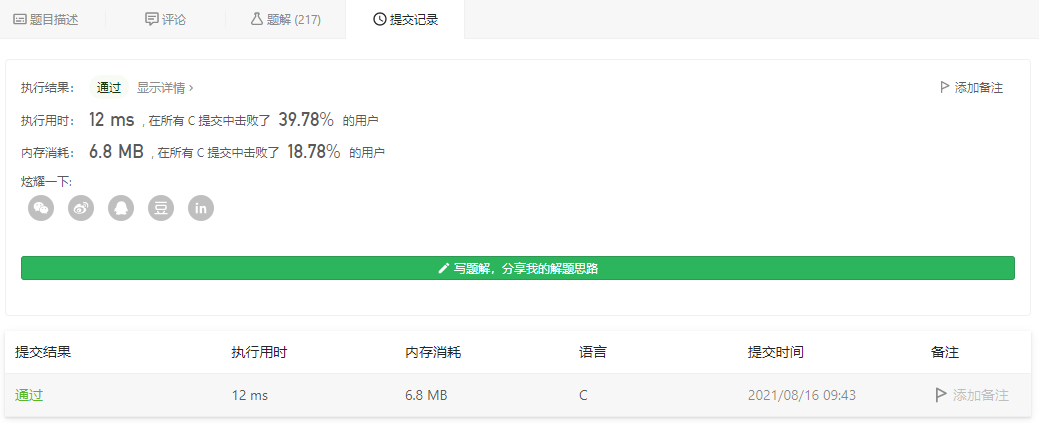 题目描述 评论 题解 (217) 提交记录
执行结果： 通过 显示详情 › 添加备注
执行用时： 12 ms , 在所有 C 提交中击败了 39.78% 的用户
内存消耗： 6.8 MB , 在所有 C 提交中击败了 18.78% 的用户
炫耀一下:
豆 in
写题解，分享我的解题思路
提交结果 执行用时 内存消耗 语言 提交时间 备注
通过 12 ms 6.8 MB C 2021/08/16 09:43 添加备注